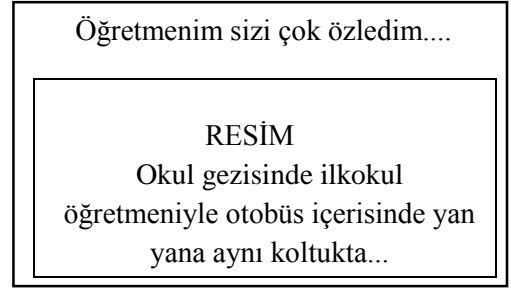 Öğretmenim sizi çok özledim....
RESİM
Okul gezisinde ilkokul
öğretmeniyle otobüs içerisinde yan
yana aynı koltukta...